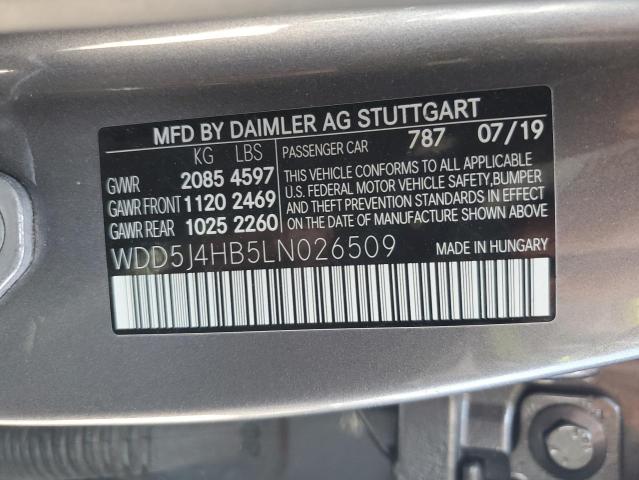 MFD BY DAIMLER AG STUTTGART
KG LBS PASSENGER CAR 787 07/19
GVWR 2085 4597
GAWR FRONT 1120 2469
GAWR REAR 1025 2260
THIS VEHICLE CONFORMS TO ALL APPLICABLE
U.S. FEDERAL MOTOR VEHICLE SAFETY,BUMPER
AND THEFT PREVENTION STANDARDS IN EFFECT
ON THE DATE OF MANUFACTURE SHOWN ABOVE.
WDD5J4HB5LN026509 MADE IN HUNGARY